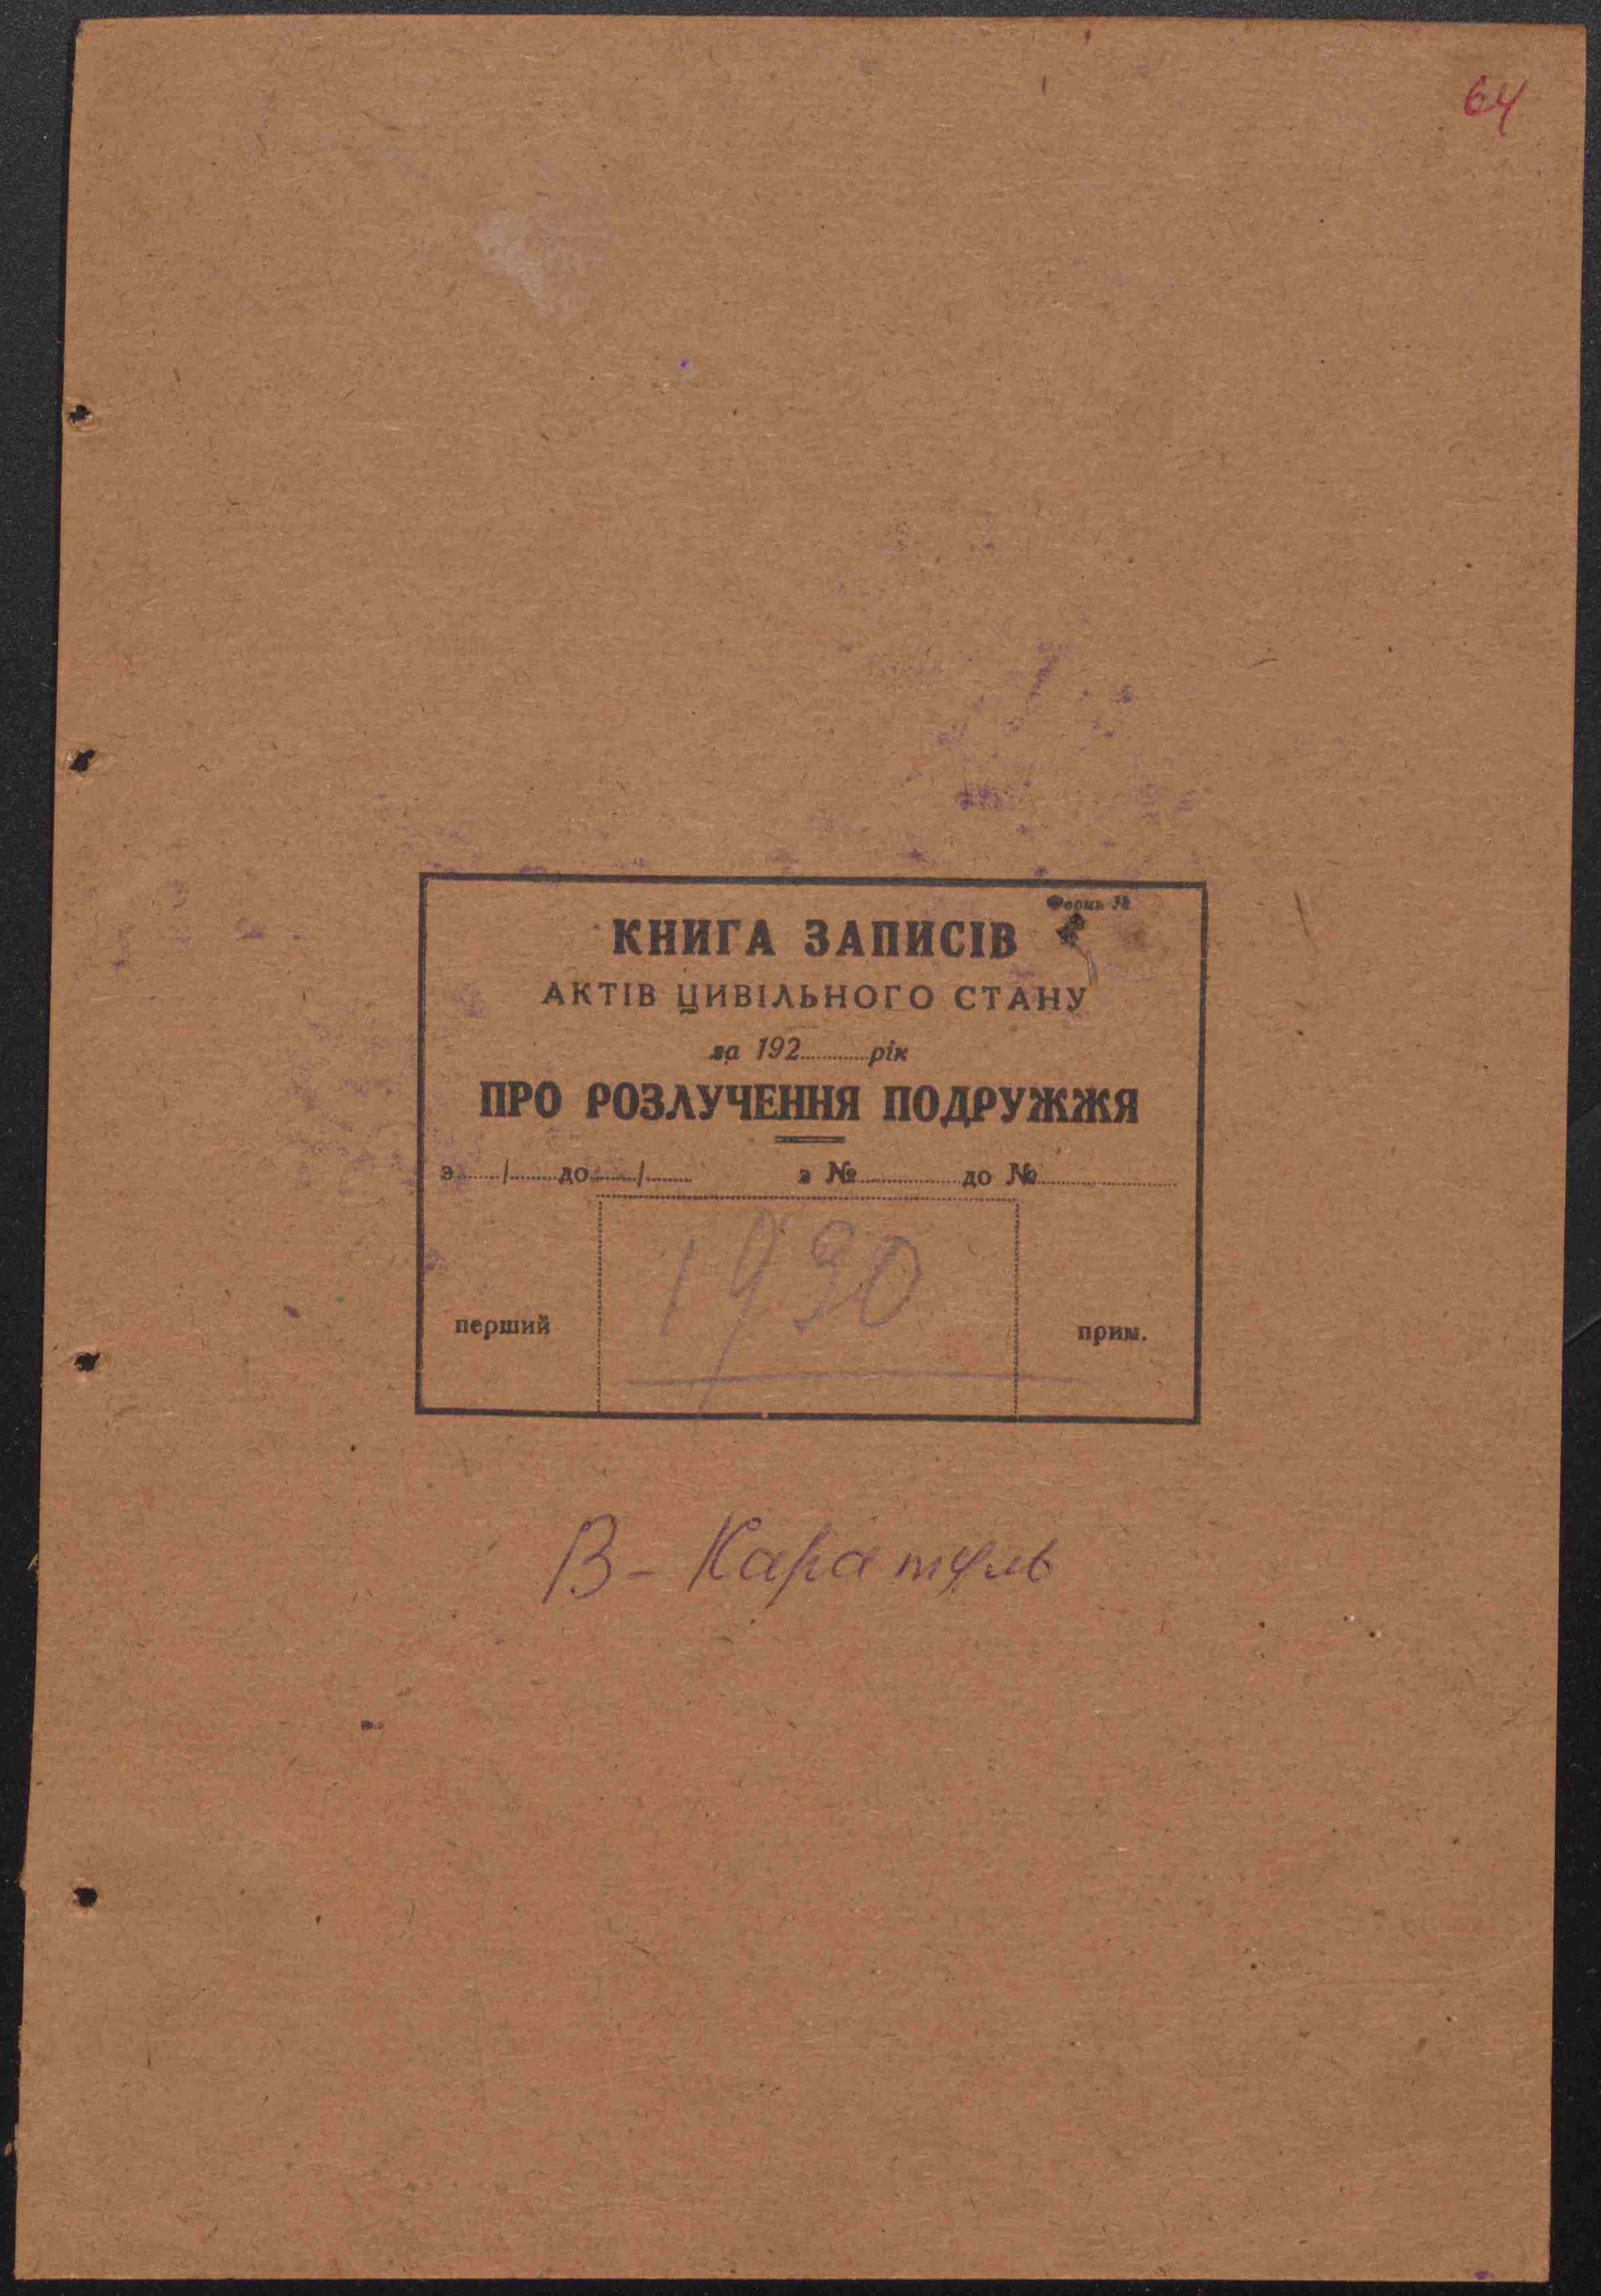 64
Форма №
КНИГА ЗАПИСІВ
АКТІВ ЦИВІЛЬНОГО СТАНУ
за 192........рік
ПРО РОЗЛУЧЕННЯ ПОДРУЖЖЯ
з....../......до....../...... з №............до №............
1930
перший прим.
В-Каратуль